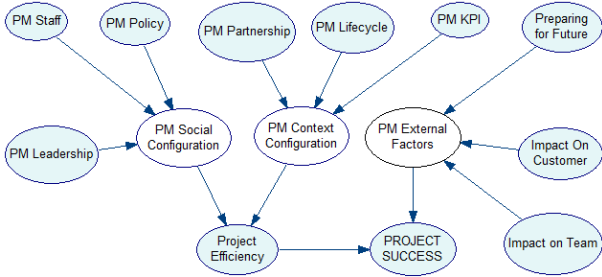 PM Staff
PM Policy
PM Partnership
PM Lifecycle
PM KPI
Preparing
for Future
PM Leadership
PM Social
Configuration
PM Context
Configuration
PM External
Factors
Impact On
Customer
Project
Efficiency
PROJECT
SUCCESS
Impact on Team